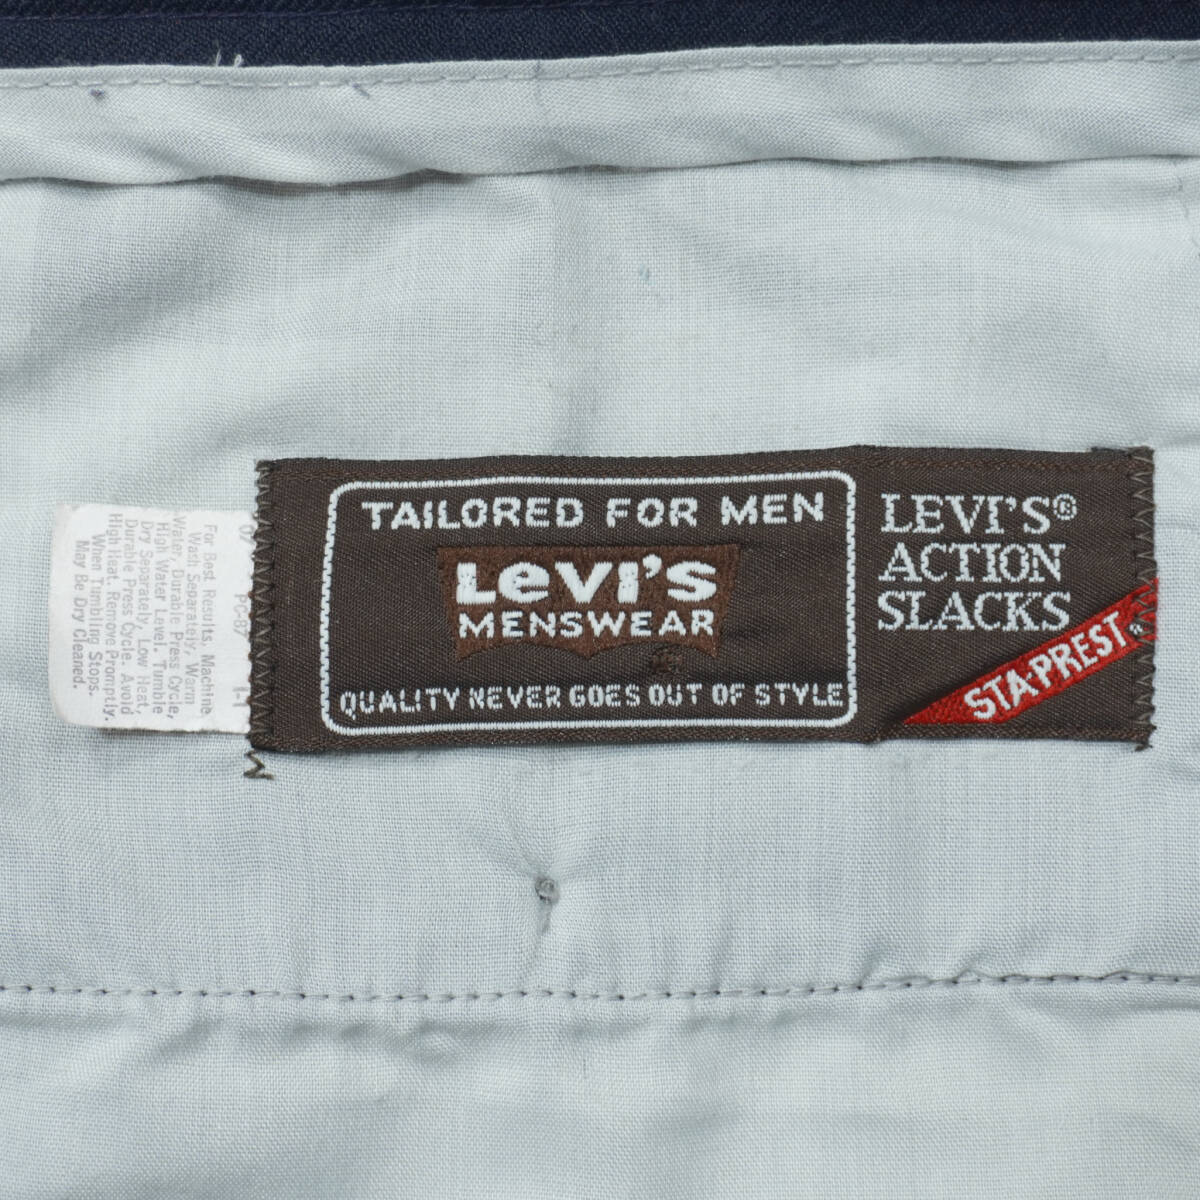 TAILORED FOR MEN
LeVI'S
MENSWEAR
QUALITY NEVER GOES OUT OF STYLE
LEVI'S®
ACTION
SLACKS
STA·PREST®
For Best Results, Machine
Wash Separately, Warm
Water, Durable Press Cycle,
High Water Level. Tumble
Dry Separately, Low Heat,
Durable Press Cycle. Avoid
High Heat. Remove Promptly.
When Tumbling Stops.
May Be Dry Cleaned.